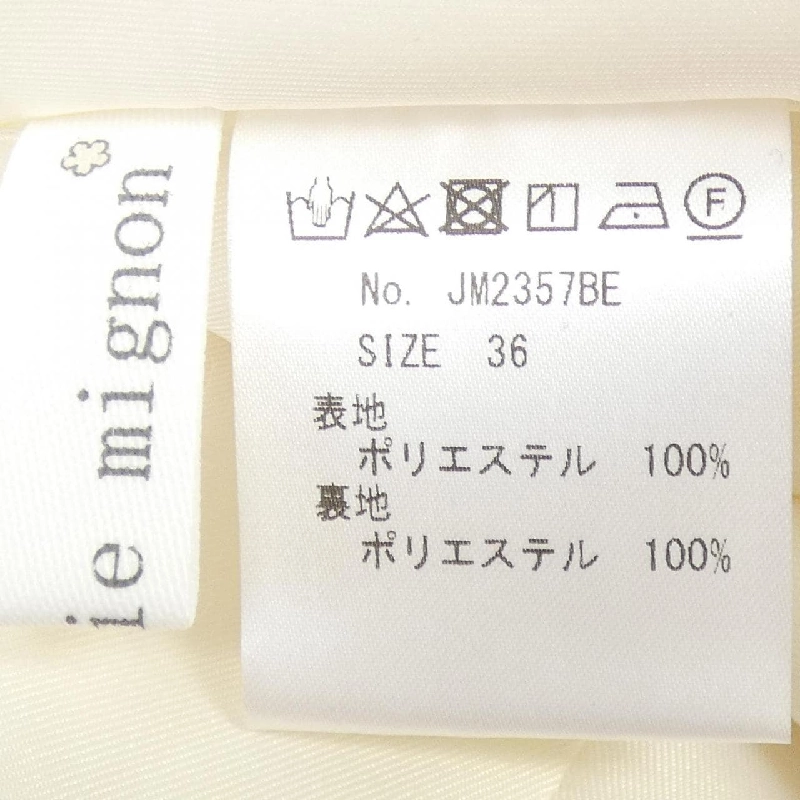 ie mignon
F
No. JM2357BE
SIZE 36
表地
ポリエステル 100%
裏地
ポリエステル 100%